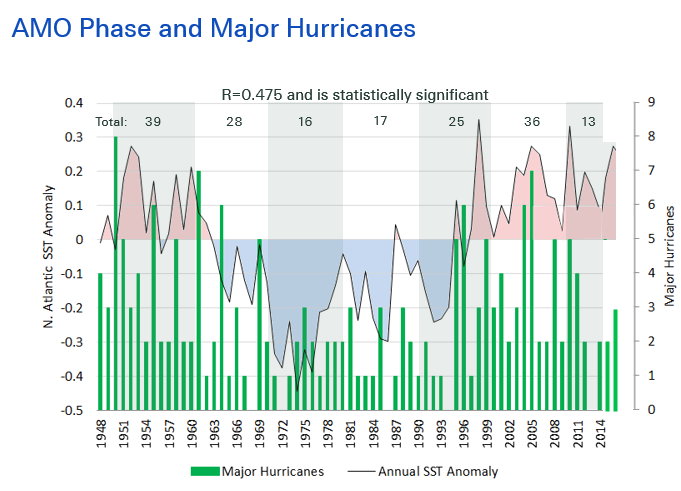 AMO Phase and Major Hurricanes
R=0.475 and is statistically significant
Total: 39 28 16 17 25 36 13
N. Atlantic SST Anomaly
0.4
0.3
0.2
0.1
0
-0.1
-0.2
-0.3
-0.4
-0.5
9
8
7
6
5
4
3
2
1
0
Major Hurricanes
1948 1951 1954 1957 1960 1963 1966 1969 1972 1975 1978 1981 1984 1987 1990 1993 1996 1999 2002 2005 2008 2011 2014
Major Hurricanes Annual SST Anomaly